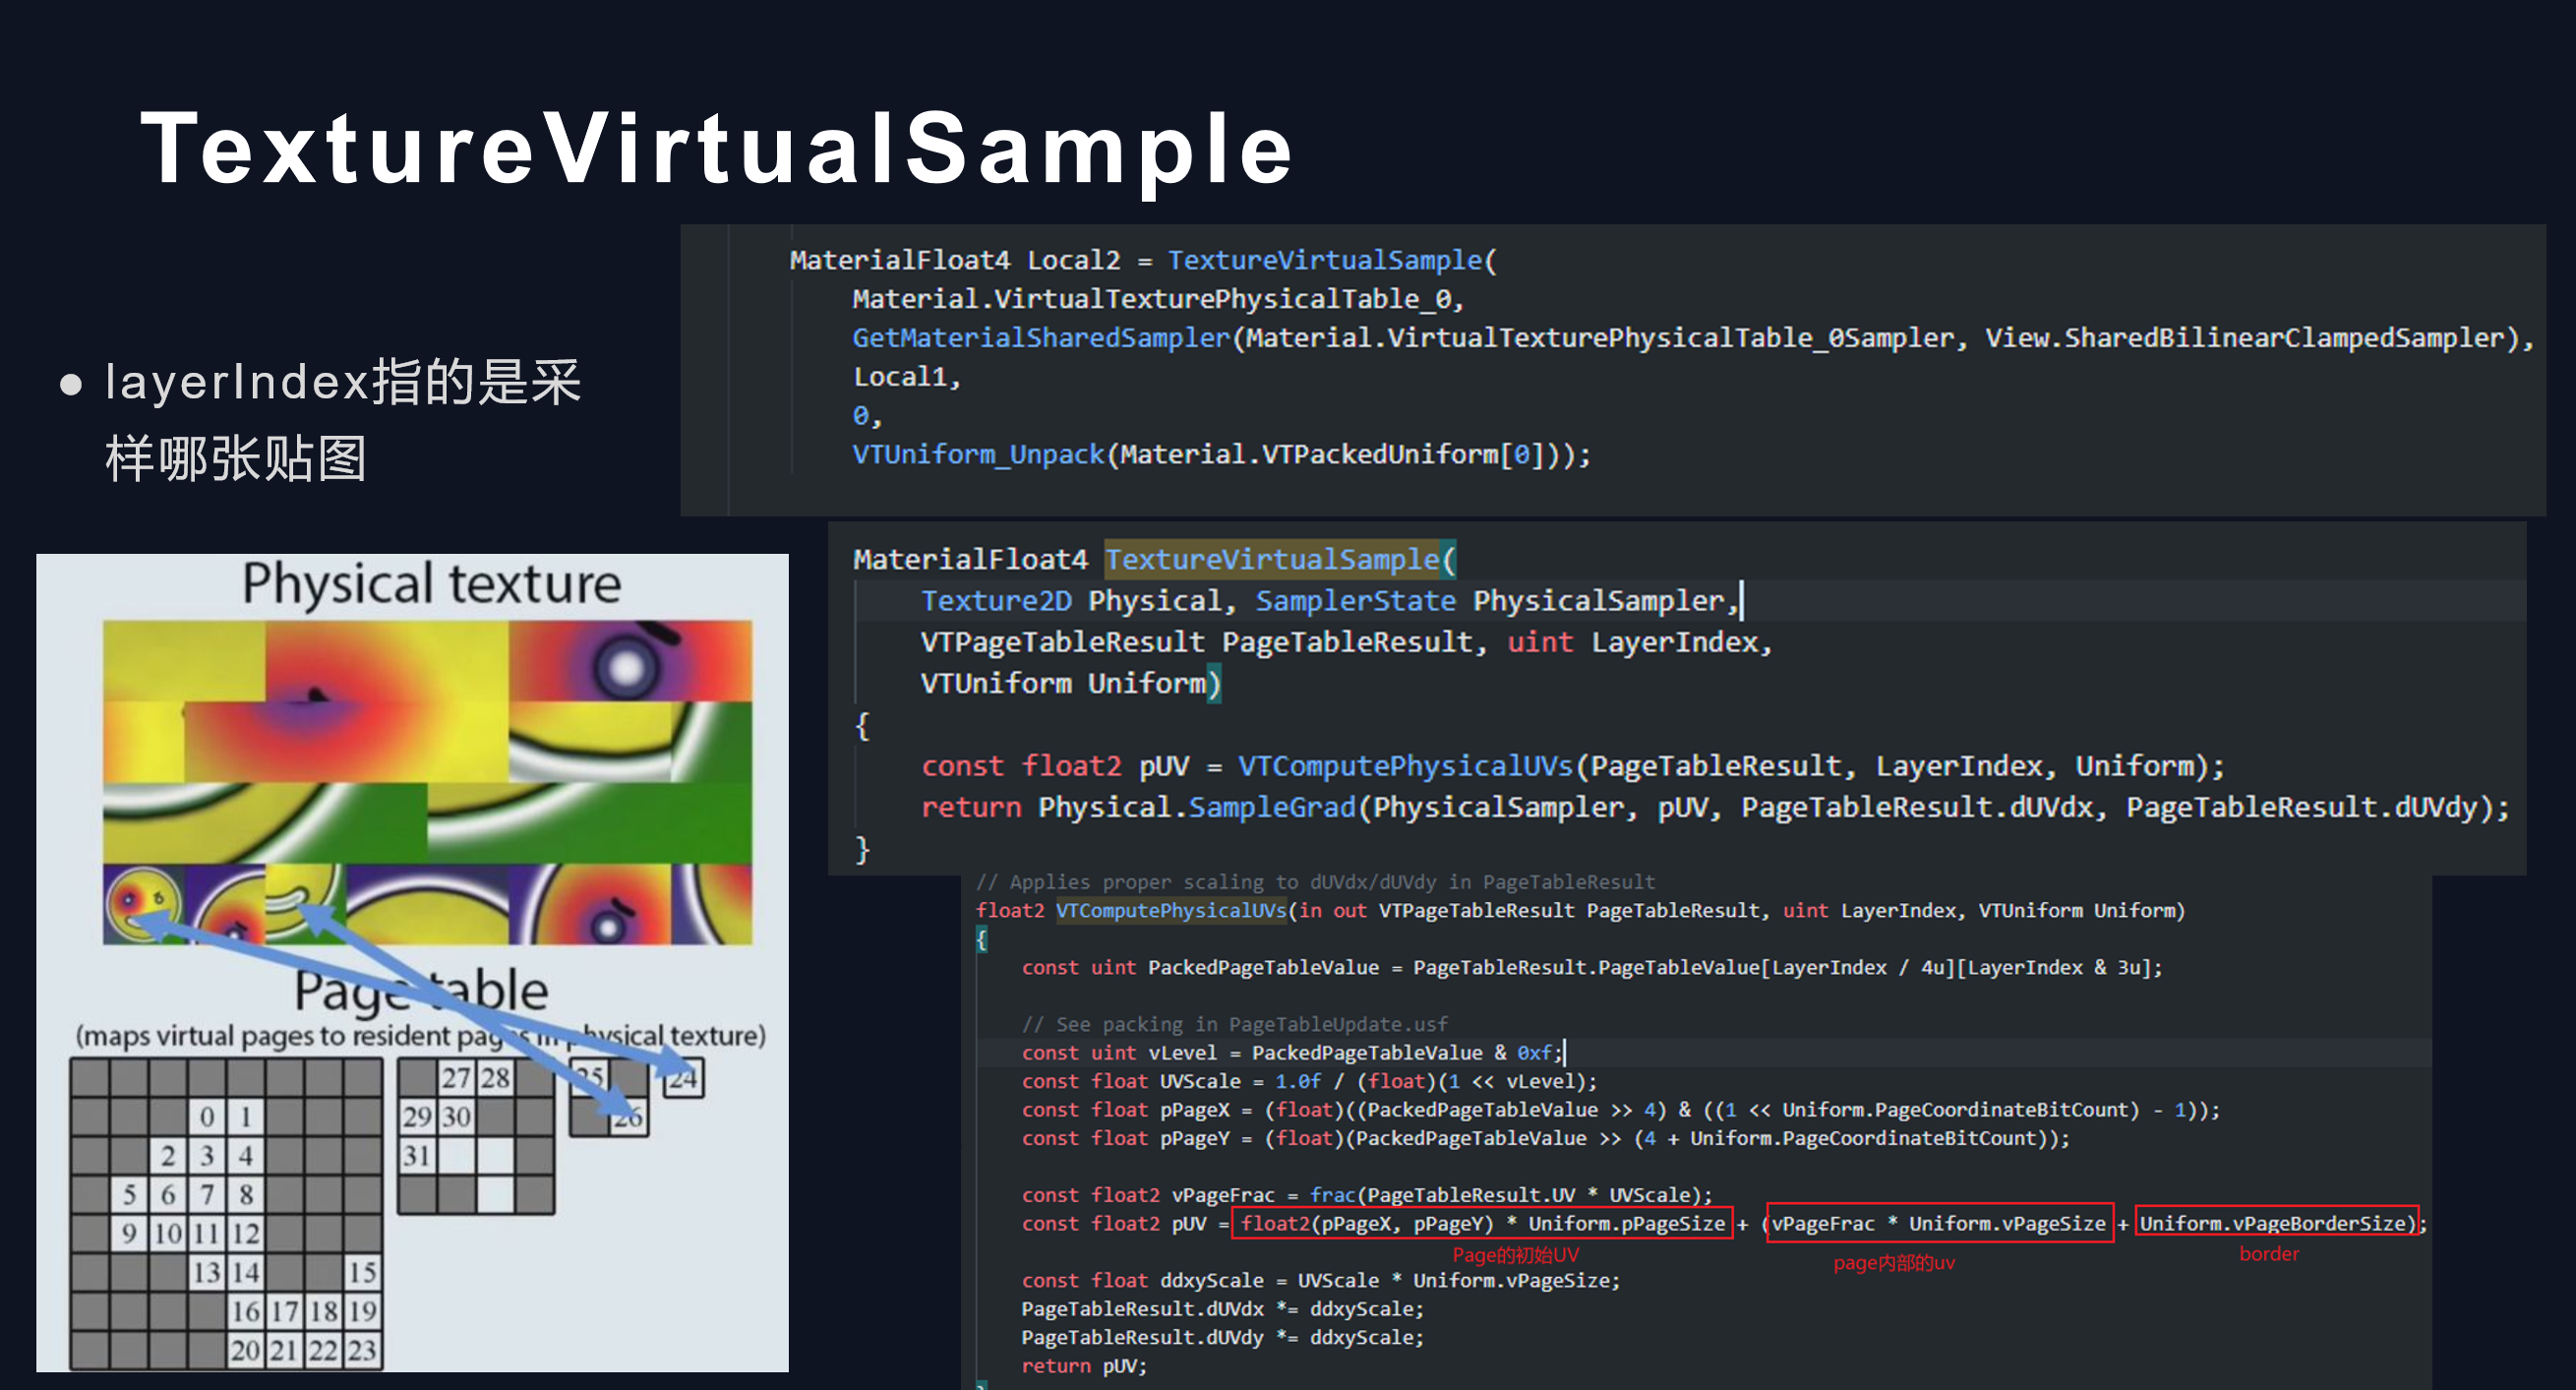 TextureVirtualSample
● layerIndex指的是采
样哪张贴图
MaterialFloat4 Local2 = TextureVirtualSample(
Material.VirtualTexturePhysicalTable_0,
GetMaterialSharedSampler(Material.VirtualTexturePhysicalTable_0Sampler, View.SharedBilinearClampedSampler),
Local1,
0,
VTUniform_Unpack(Material.VTPackedUniform[0]));
MaterialFloat4 TextureVirtualSample(
Texture2D Physical, SamplerState PhysicalSampler,
VTPageTableResult PageTableResult, uint LayerIndex,
VTUniform Uniform)
{
const float2 pUV = VTComputePhysicalUVs(PageTableResult, LayerIndex, Uniform);
return Physical.SampleGrad(PhysicalSampler, pUV, PageTableResult.dUVdx, PageTableResult.dUVdy);
}
// Applies proper scaling to dUVdx/dUVdy in PageTableResult
float2 VTComputePhysicalUVs(in out VTPageTableResult PageTableResult, uint LayerIndex, VTUniform Uniform)
{
const uint PackedPageTableValue = PageTableResult.PageTableValue[LayerIndex / 4u][LayerIndex & 3u];
// See packing in PageTableUpdate.usf
const uint vLevel = PackedPageTableValue & 0xf;
const float UVScale = 1.0f / (float)(1 << vLevel);
const float pPageX = (float)((PackedPageTableValue >> 4) & ((1 << Uniform.PageCoordinateBitCount) - 1));
const float pPageY = (float)(PackedPageTableValue >> (4 + Uniform.PageCoordinateBitCount));
const float2 vPageFrac = frac(PageTableResult.UV * UVScale);
const float2 pUV = float2(pPageX, pPageY) * Uniform.pPageSize + (vPageFrac * Uniform.vPageSize + Uniform.vPageBorderSize);
Page的初始UV page内部的uv border
const float ddxyScale = UVScale * Uniform.vPageSize;
PageTableResult.dUVdx *= ddxyScale;
PageTableResult.dUVdy *= ddxyScale;
return pUV;
Physical texture
Page table
(maps virtual pages to resident pages in physical texture)
27 28 25 24
0 1 29 30 26
2 3 4 31
5 6 7 8
9 10 11 12
13 14 15
16 17 18 19
20 21 22 23